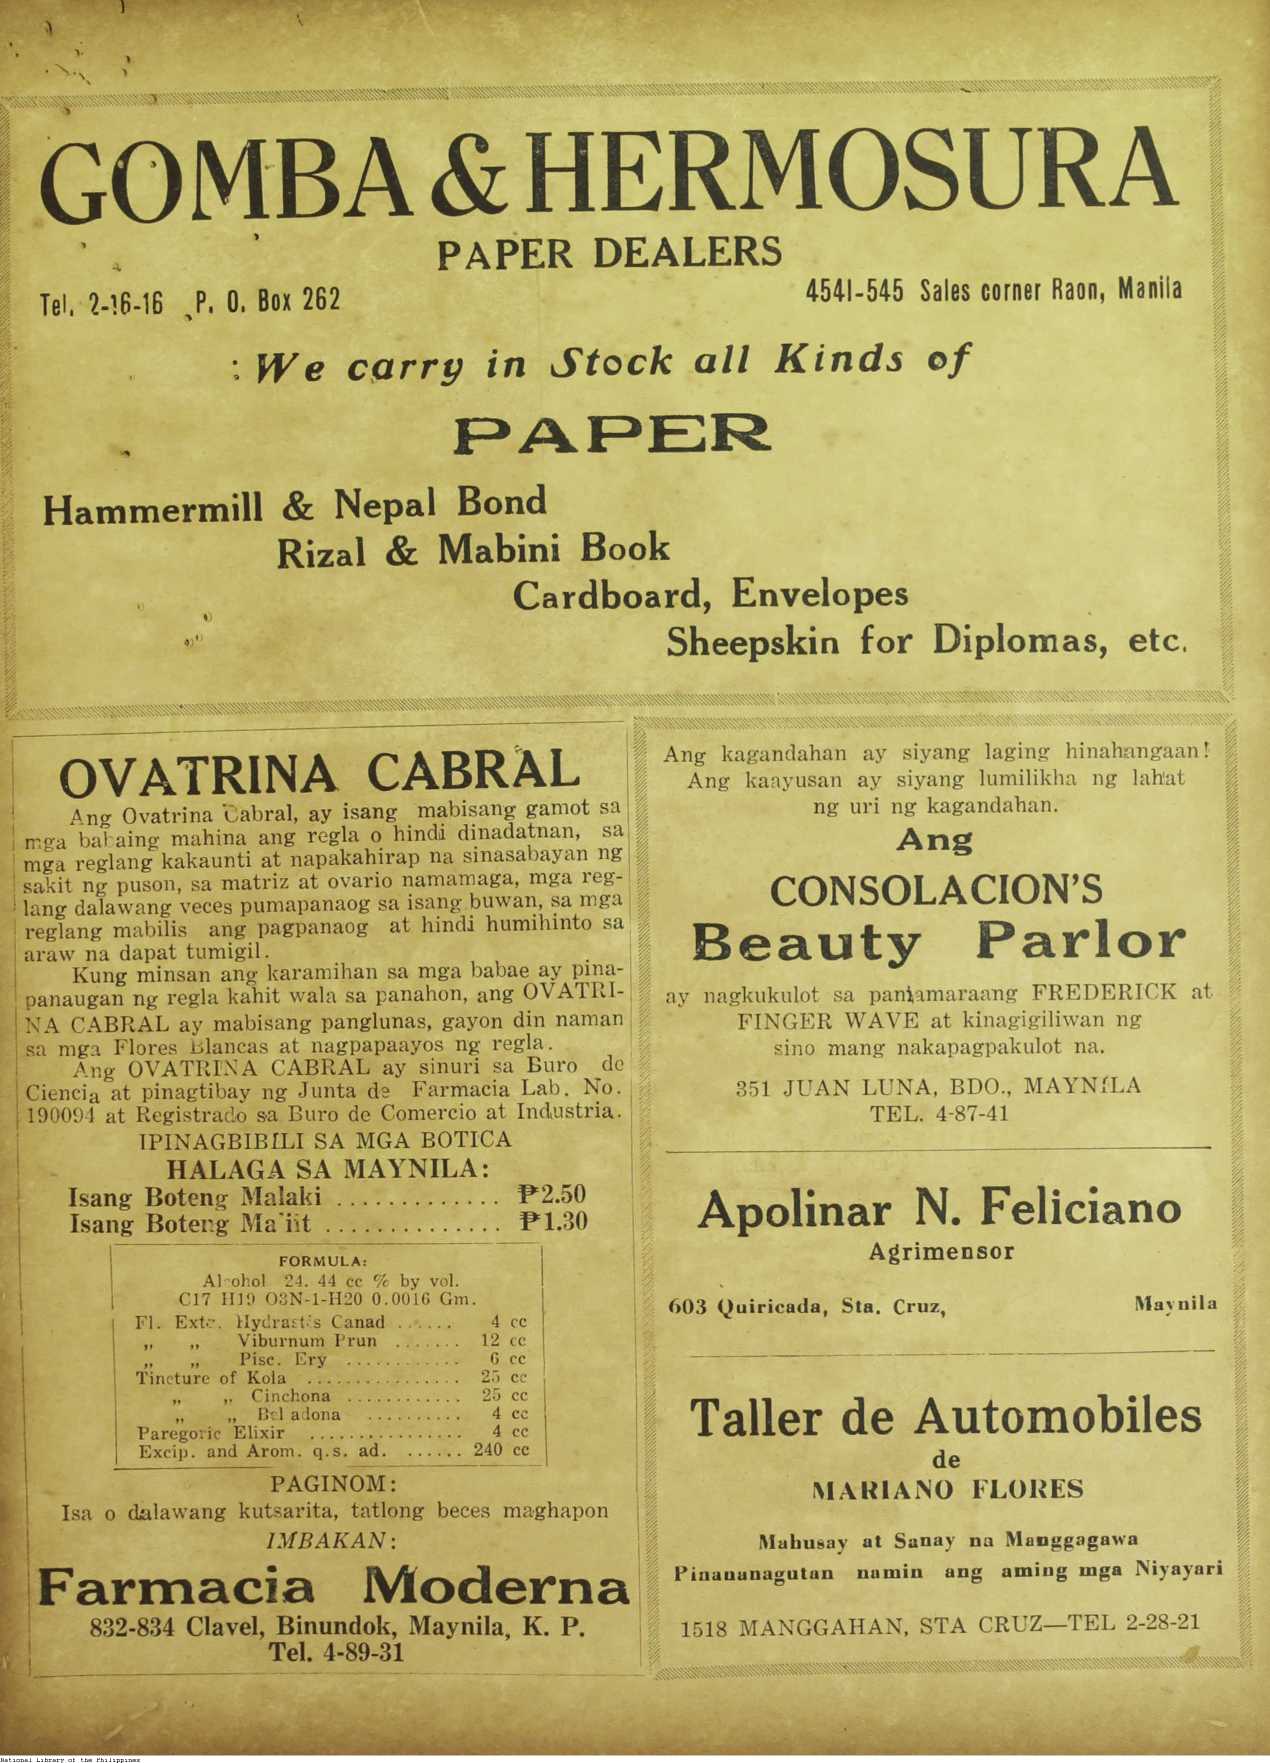 GOMBA & HERMOSURA
PAPER DEALERS
Tel. 2-16-16 P. O. Box 262
4541-545 Sales corner Raon, Manila
: We carry in Stock all Kinds of
PAPER
Hammermill & Nepal Bond
Rizal & Mabini Book
Cardboard, Envelopes
Sheepskin for Diplomas, etc.
OVATRINA CABRAL
Ang Ovatrina Cabral, ay isang mabisang gamot sa
mga babaing mahina ang regla o hindi dinadatnan, sa
mga reglang kakaunti at napakahirap na sinasabayan ng
sakit ng puson, sa matriz at ovario namamaga, mga reg-
lang dalawang veces pumapanaog sa isang buwan, sa mga
reglang mabilis ang pagpanaog at hindi humihinto sa
araw na dapat tumigil.
Kung minsan ang karamihan sa mga babae ay pina-
panaugan ng regla kahit wala sa panahon, ang OVATRI-
NA CABRAL ay mabisang panglunas, gayon din naman
sa mga Flores Blancas at nagpapaayos ng regla.
Ang OVATRINA CABRAL ay sinuri sa Buro de
Ciencia at pinagtibay ng Junta de Farmacia Lab. No.
190094 at Registrado sa Buro de Comercio at Industria.
IPINAGBIBILI SA MGA BOTICA
HALAGA SA MAYNILA:
Isang Boteng Malaki ............. ₱2.50
Isang Boteng Maliit .............. ₱1.30
FORMULA:
Alcohol 24. 44 cc % by vol.
C17 H19 O3N-1-H20 0.0016 Gm.
Fl. Extc. Hydrastis Canad ...... 4 cc
„ „ Viburnum Prun ....... 12 cc
„ „ Pisc. Ery ............ 6 cc
Tincture of Kola ................ 25 cc
„ „ Cinchona ............ 25 cc
„ „ Belladona .......... 4 cc
Paregoric Elixir ................ 4 cc
Excip. and Arom. q.s. ad. ...... 240 cc
PAGINOM:
Isa o dalawang kutsarita, tatlong beces maghapon
IMBAKAN:
Farmacia Moderna
832-834 Clavel, Binundok, Maynila, K. P.
Tel. 4-89-31
Ang kagandahan ay siyang laging hinahangaan!
Ang kaayusan ay siyang lumilikha ng lahat
ng uri ng kagandahan.
Ang
CONSOLACION'S
Beauty Parlor
ay nagkukulot sa pamamaraang FREDERICK at
FINGER WAVE at kinagigiliwan ng
sino mang nakapagpakulot na.
351 JUAN LUNA, BDO., MAYNILA
TEL. 4-87-41
Apolinar N. Feliciano
Agrimensor
603 Quiricada, Sta. Cruz, Maynila
Taller de Automobiles
de
MARIANO FLORES
Mahusay at Sanay na Manggagawa
Pinananagutan namin ang aming mga Niyayari
1518 MANGGAHAN, STA CRUZ—TEL 2-28-21
National Library of the Philippines